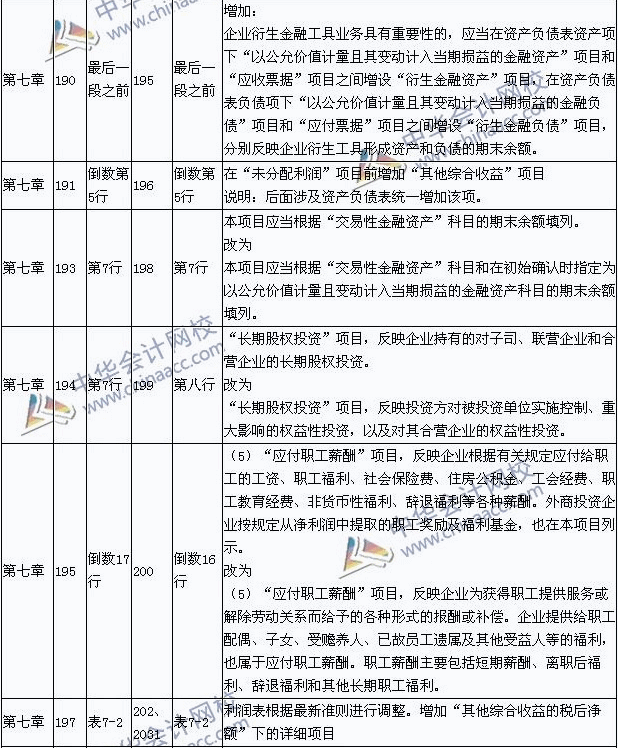 增加：
企业衍生金融工具业务具有重要性的，应当在资产负债表资产项
下“以公允价值计量且其变动计入当期损益的金融资产”项目和
“应收票据”项目之间增设“衍生金融资产”项目，在资产负债
表负债项下“以公允价值计量且其变动计入当期损益的金融负
债”项目和“应付票据”项目之间增设“衍生金融负债”项目，
分别反映企业衍生工具形成资产和负债的期末余额。
第七章 190 最后一段之前 195 最后一段之前
第七章 191 倒数第5行 196 倒数第5行
在“未分配利润”项目前增加“其他综合收益”项目
说明：后面涉及资产负债表统一增加该项。
第七章 193 第7行 198 第7行
本项目应当根据“交易性金融资产”科目的期末余额填列。
改为
本项目应当根据“交易性金融资产”科目和在初始确认时指定为
以公允价值计量且变动计入当期损益的金融资产科目的期末余额
填列。
第七章 194 第7行 199 第八行
“长期股权投资”项目，反映企业持有的对子司、联营企业和合
营企业的长期股权投资。
改为
“长期股权投资”项目，反映投资方对被投资单位实施控制、重
大影响的权益性投资，以及对其合营企业的权益性投资。
第七章 195 倒数17行 200 倒数16行
（5）“应付职工薪酬”项目，反映企业根据有关规定应付给职
工的工资、职工福利、社会保险费、住房公积金、工会经费、职
工教育经费、非货币性福利、辞退福利等各种薪酬。外商投资企
业按规定从净利润中提取的职工奖励及福利基金，也在本项目列
示。
改为
（5）“应付职工薪酬”项目，反映企业为获得职工提供服务或
解除劳动关系而给予的各种形式的报酬或补偿。企业提供给职工
配偶、子女、受赡养人、已故员工遗属及其他受益人等的福利，
也属于应付职工薪酬。职工薪酬主要包括短期薪酬、离职后福
利、辞退福利和其他长期职工福利。
第七章 197 表7-2 202、2031 表7-2
利润表根据最新准则进行调整。增加“其他综合收益的税后净
额”下的详细项目
中华会计网校
www.chinaacc.com